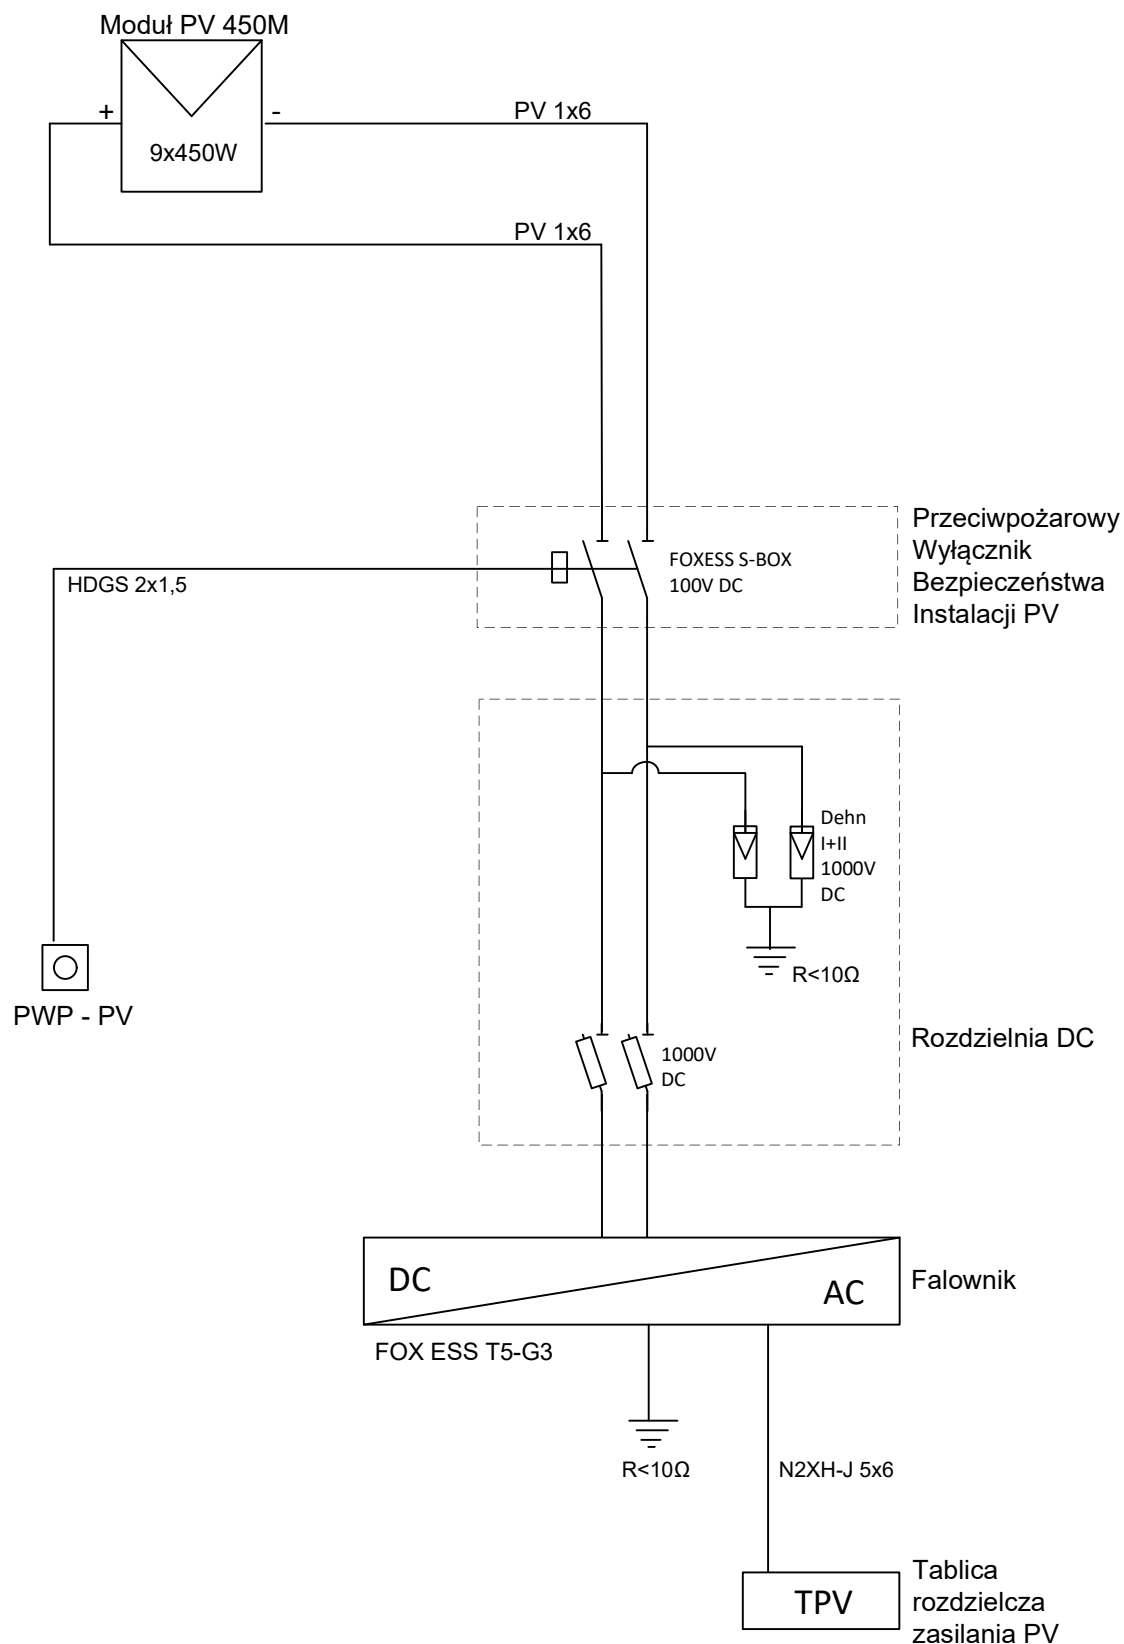 Moduł PV 450M
+
-
9x450W
PV 1x6
PV 1x6
Przeciwpożarowy
Wyłącznik
Bezpieczeństwa
Instalacji PV
FOXESS S-BOX
100V DC
HDGS 2x1,5
Dehn
I+II
1000V
DC
R<10Ω
PWP - PV
1000V
DC
Rozdzielnia DC
DC
AC
Falownik
FOX ESS T5-G3
R<10Ω
N2XH-J 5x6
TPV
Tablica
rozdzielcza
zasilania PV